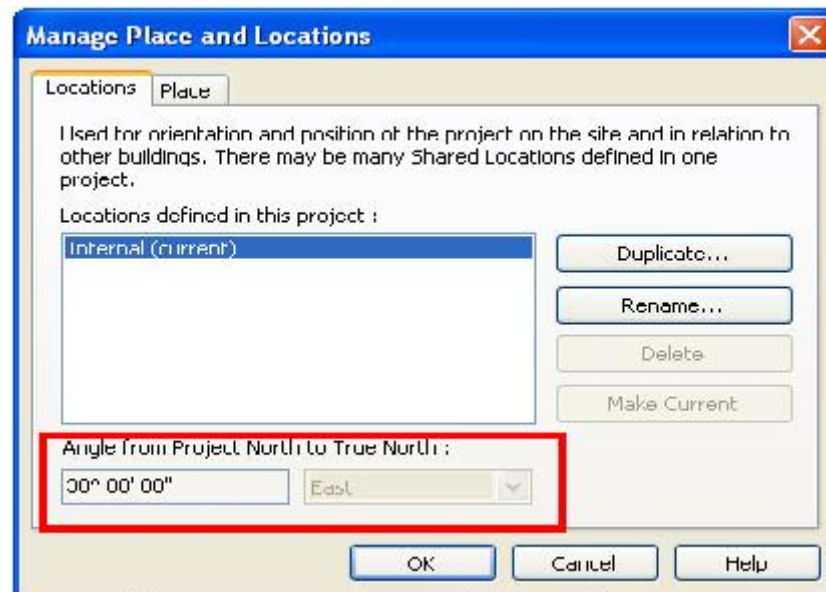 Manage Place and Locations
Locations Place
Used for orientation and position of the project on the site and in relation to
other buildings. There may be many Shared Locations defined in one
project.
Locations defined in this project :
Internal (current)
Duplicate...
Rename...
Delete
Make Current
Angle from Project North to True North :
00° 00' 00"
East
OK Cancel Help